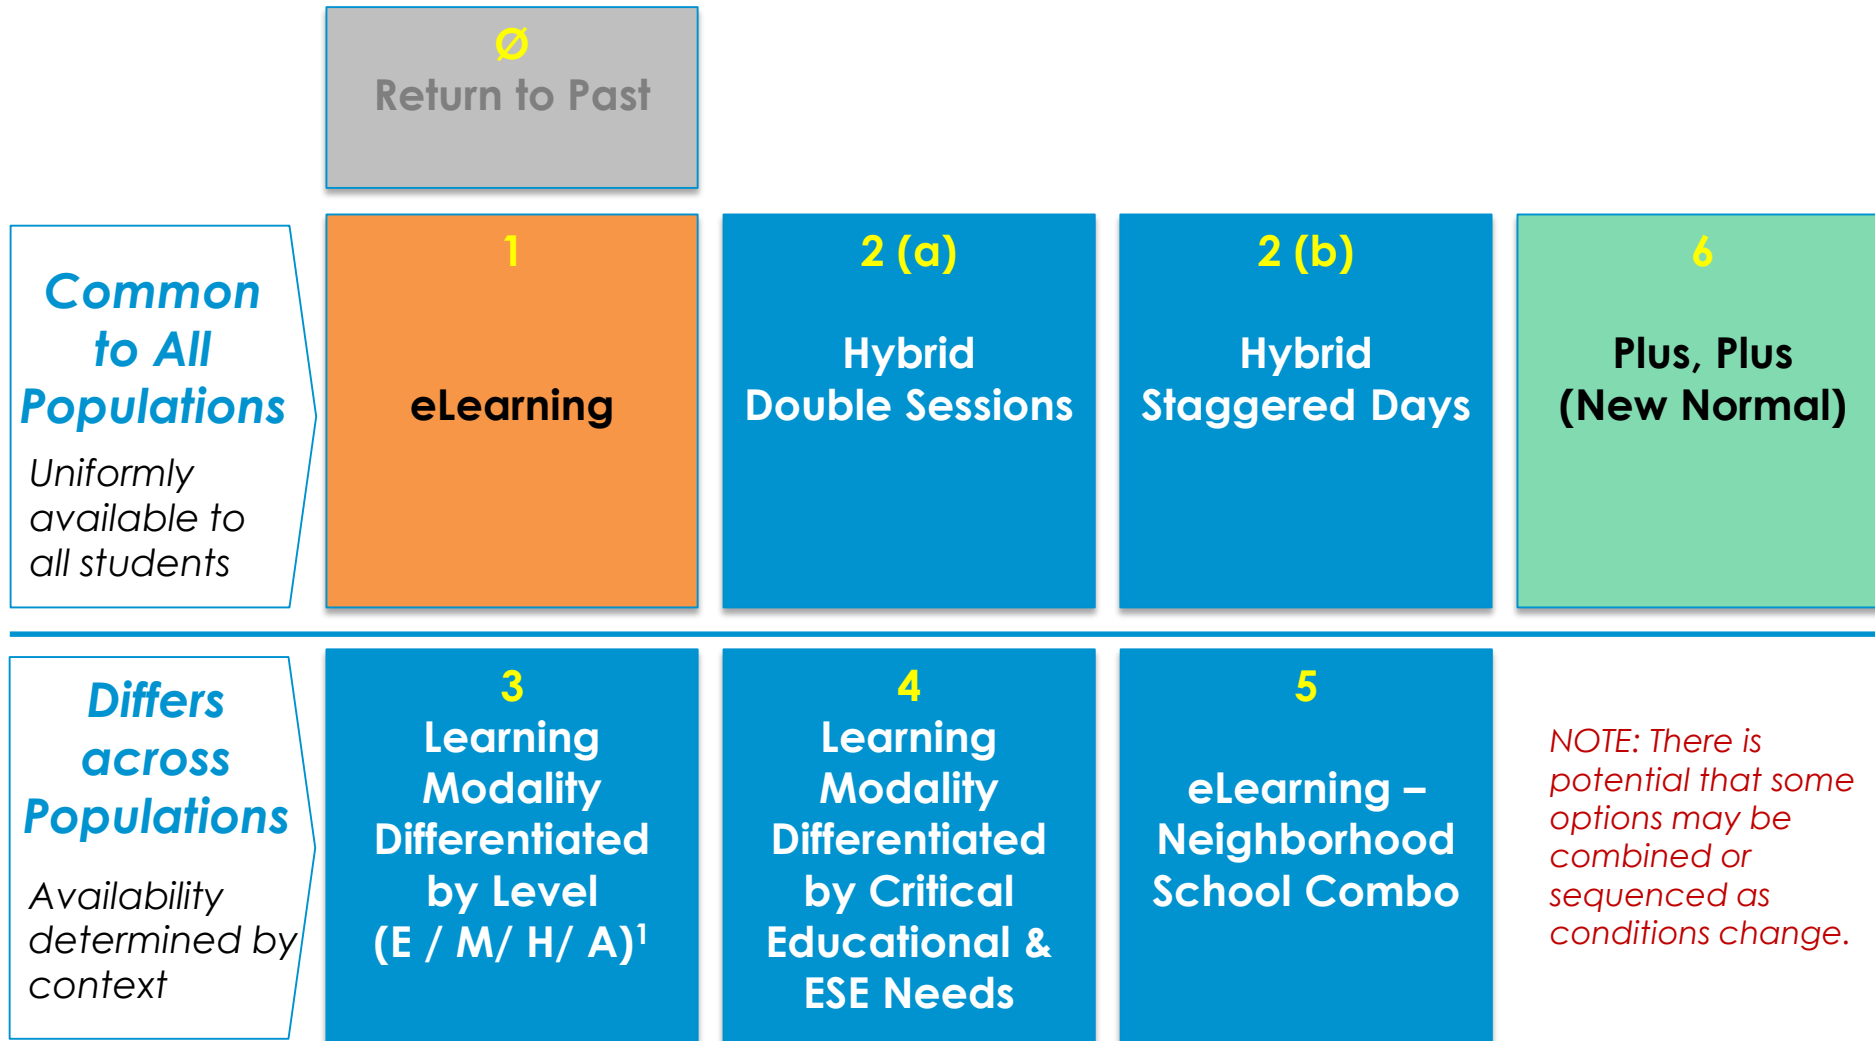 Ø
Return to Past
Common
to All
Populations
Uniformly
available to
all students
1
eLearning
2 (a)
Hybrid
Double Sessions
2 (b)
Hybrid
Staggered Days
6
Plus, Plus
(New Normal)
Differs
across
Populations
Availability
determined by
context
3
Learning
Modality
Differentiated
by Level
(E / M/ H/ A)¹
4
Learning
Modality
Differentiated
by Critical
Educational &
ESE Needs
5
eLearning –
Neighborhood
School Combo
NOTE: There is
potential that some
options may be
combined or
sequenced as
conditions change.